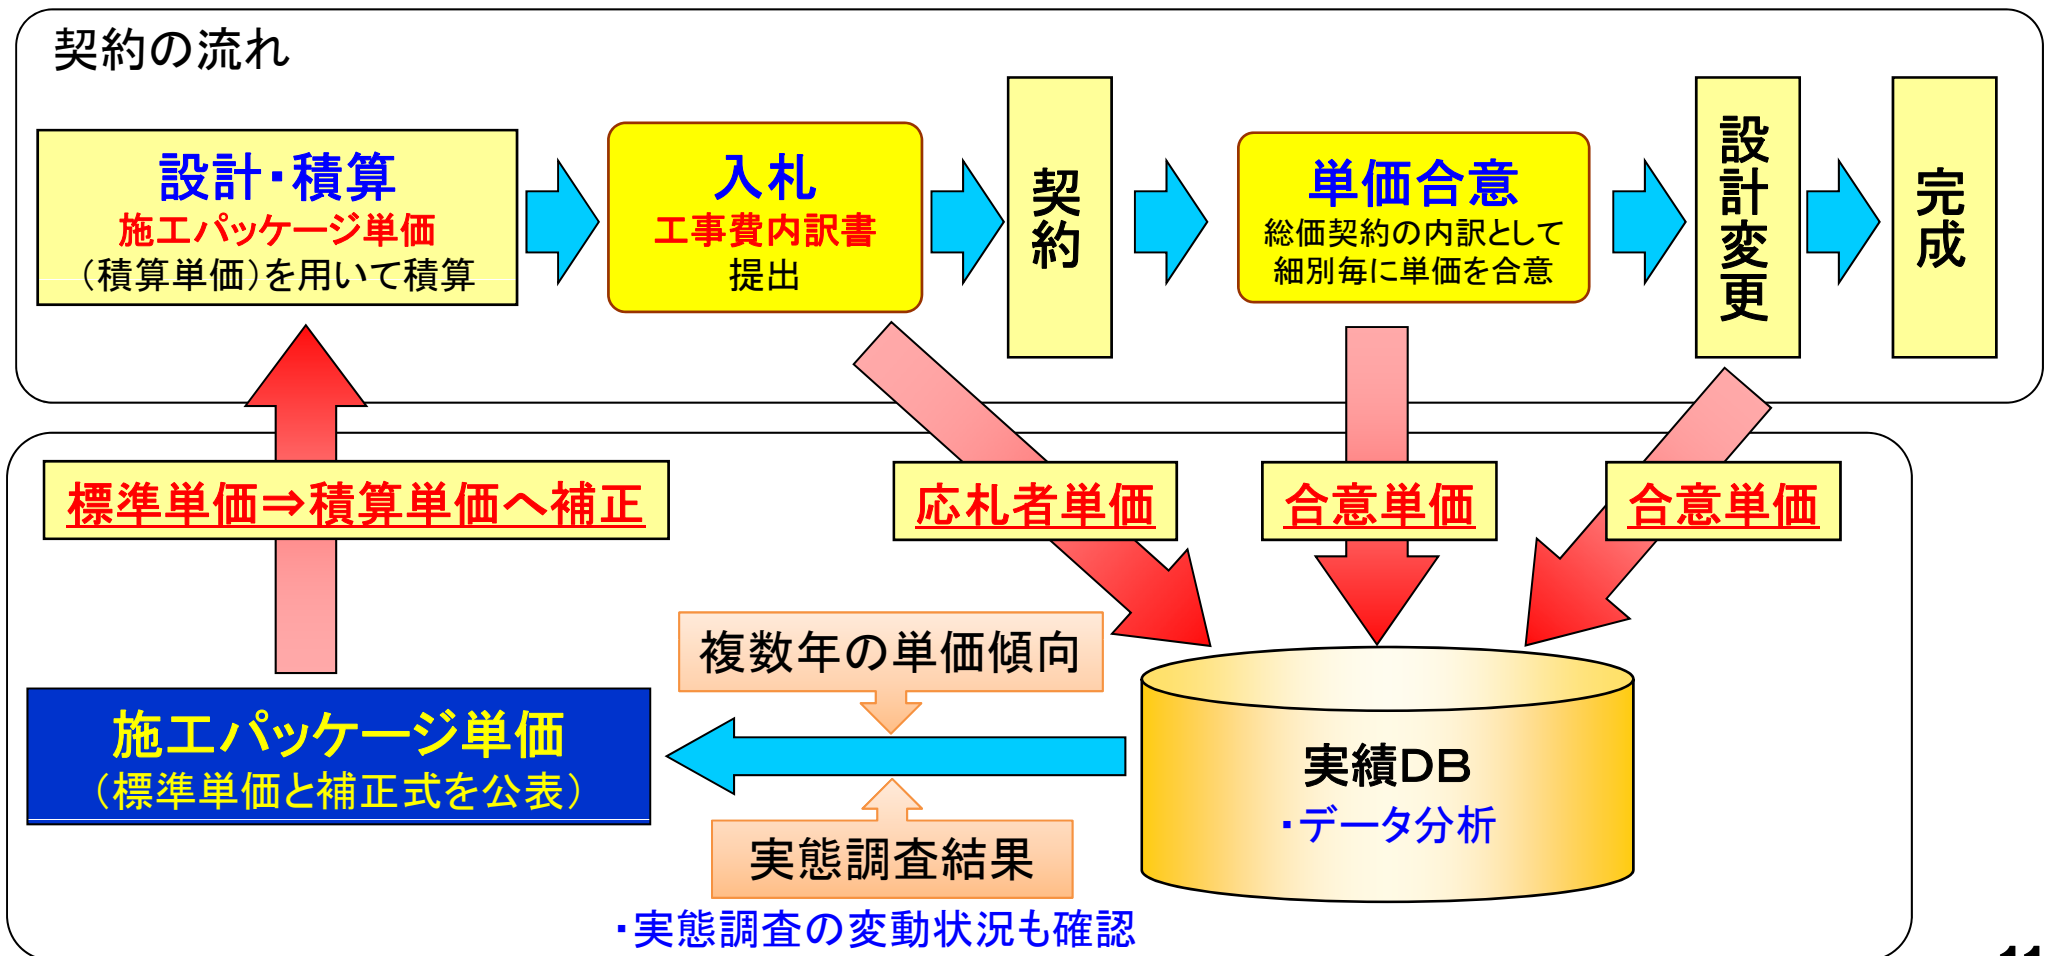 契約の流れ
設計・積算
施工パッケージ単価
（積算単価）を用いて積算
入札
工事費内訳書
提出
契約
単価合意
総価契約の内訳として
細別毎に単価を合意
設計変更
完成
標準単価⇒積算単価へ補正
応札者単価
合意単価
合意単価
複数年の単価傾向
施工パッケージ単価
（標準単価と補正式を公表）
実績DB
・データ分析
実態調査結果
・実態調査の変動状況も確認
11